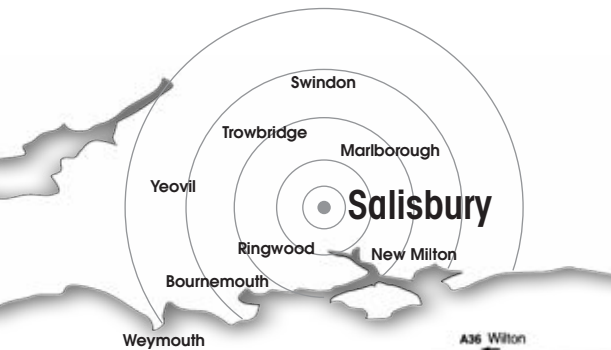 Swindon
Trowbridge
Marlborough
Yeovil
Salisbury
Ringwood
New Milton
Bournemouth
Weymouth
A36 Wilton